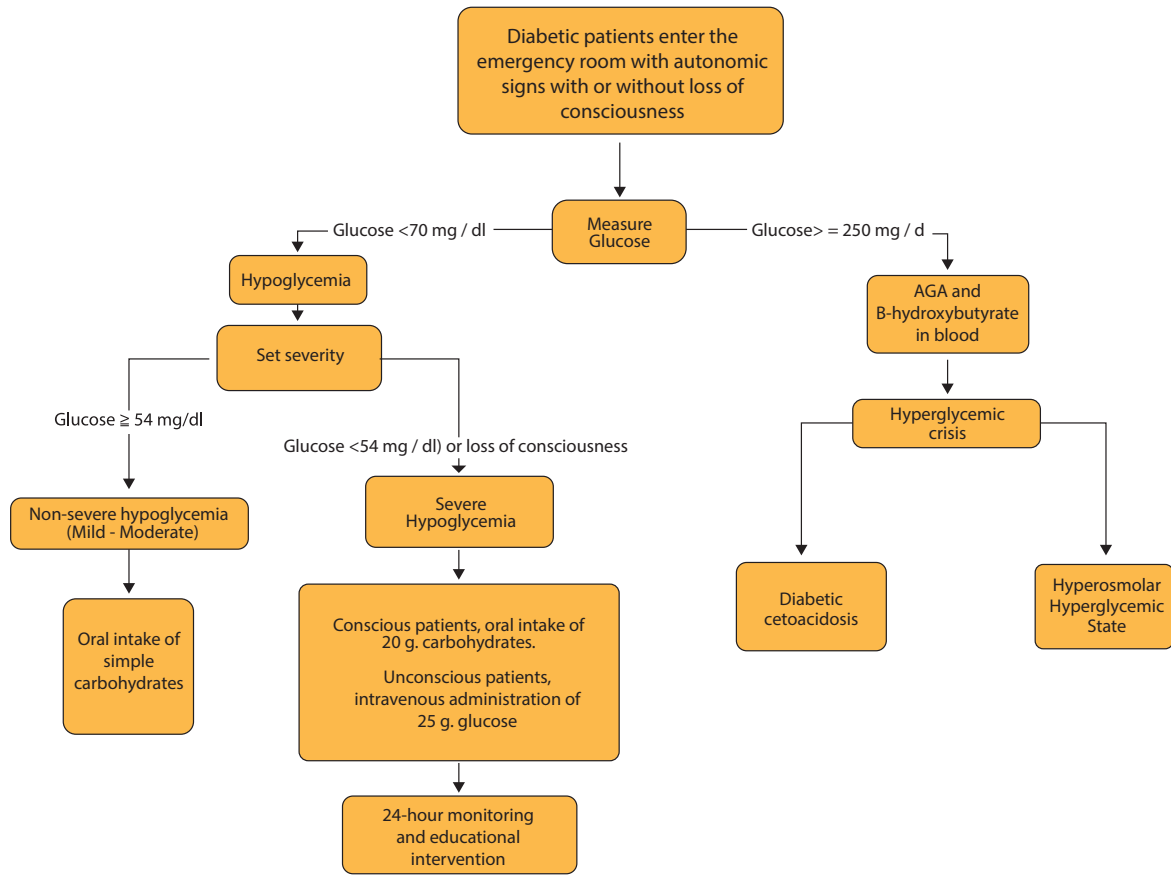 Diabetic patients enter the
emergency room with autonomic
signs with or without loss of
consciousness
Measure
Glucose
Glucose <70 mg / dl
Glucose> = 250 mg / d
Hypoglycemia
AGA and
B-hydroxybutyrate
in blood
Set severity
Glucose ≧ 54 mg/dl
Hyperglycemic
crisis
Glucose <54 mg / dl) or loss of consciousness
Non-severe hypoglycemia
(Mild - Moderate)
Severe
Hypoglycemia
Diabetic
cetoacidosis
Hyperosmolar
Hyperglycemic
State
Oral intake of
simple
carbohydrates
Conscious patients, oral intake of
20 g. carbohydrates.
Unconscious patients,
intravenous administration of
25 g. glucose
24-hour monitoring
and educational
intervention